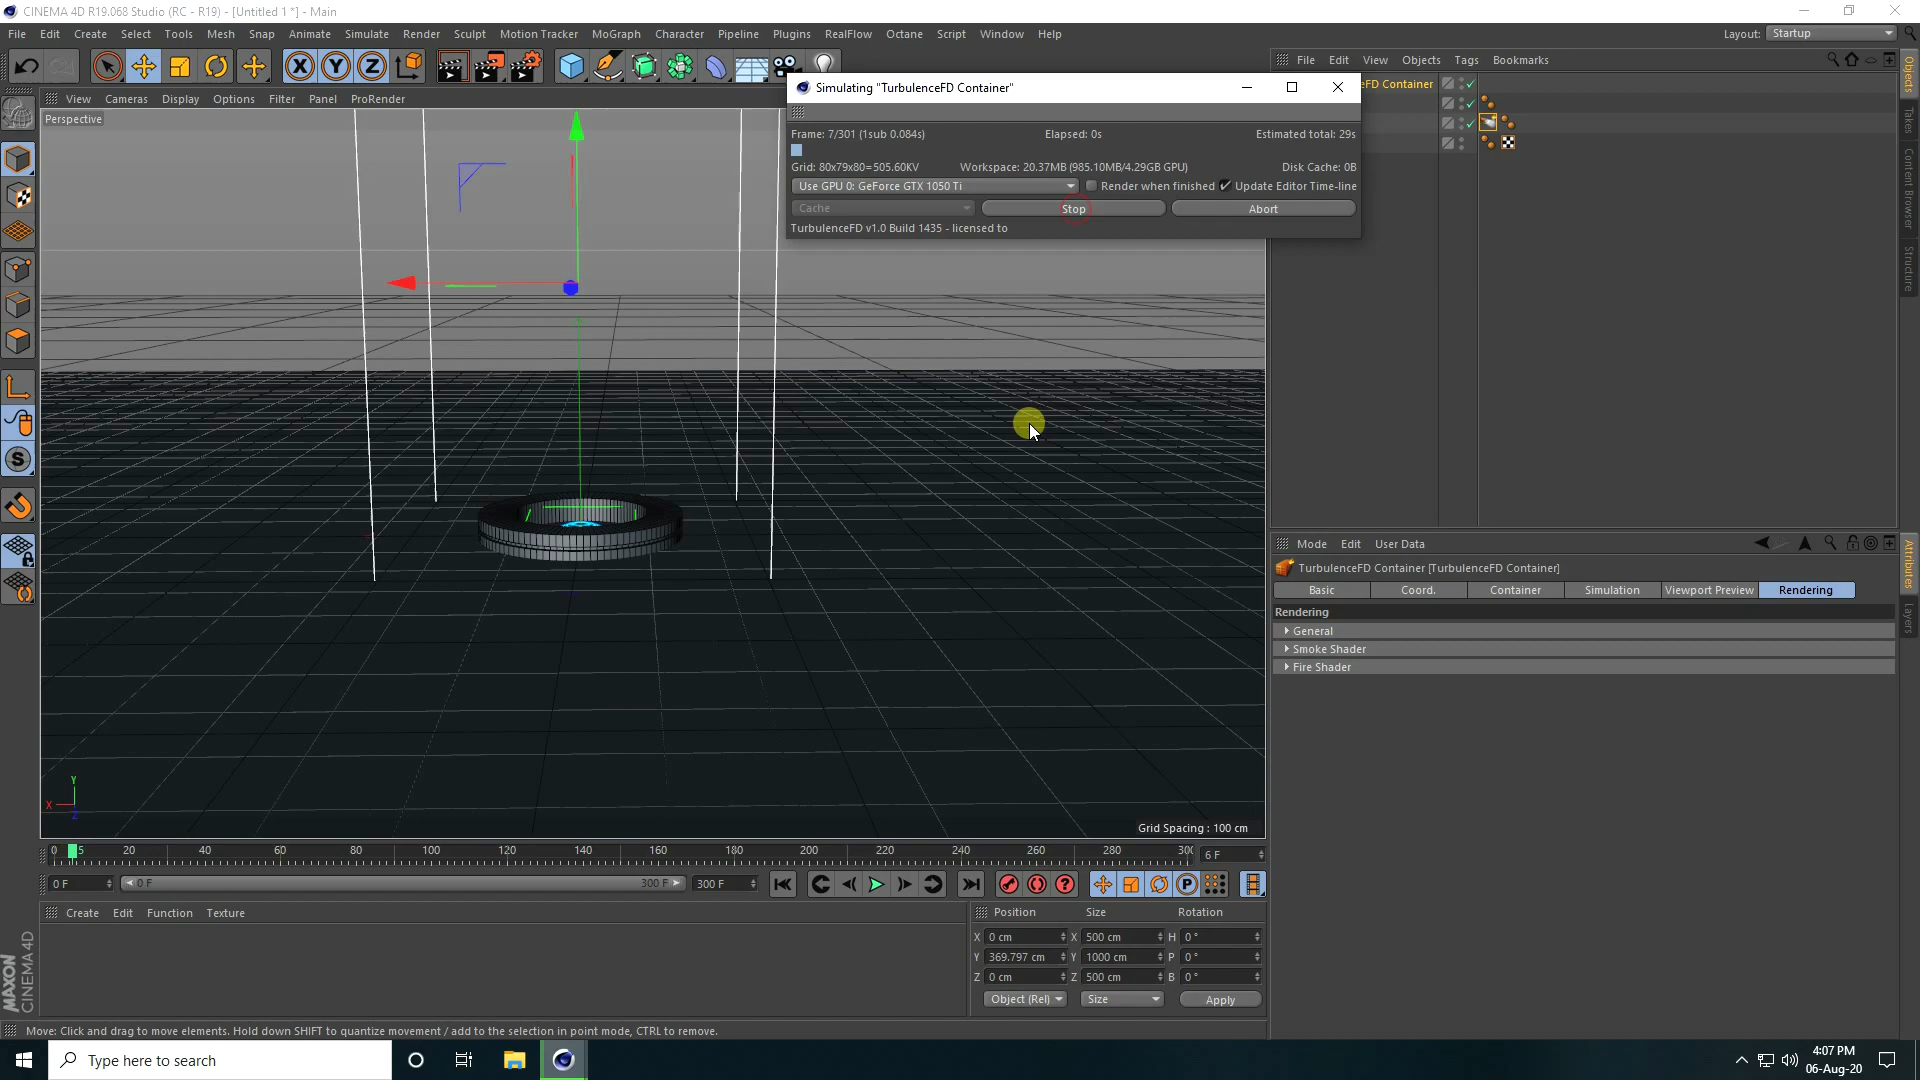 CINEMA 4D R19.068 Studio (RC - R19) - [Untitled 1 *] - Main
File Edit Create Select Tools Mesh Snap Animate Simulate Render Sculpt Motion Tracker MoGraph Character Pipeline Plugins RealFlow Octane Script Window Help
Layout: Startup
File Edit View Objects Tags Bookmarks
View Cameras Display Options Filter Panel ProRender
Perspective
Simulating "TurbulenceFD Container"
Frame: 7/301 (1sub 0.084s) Elapsed: 0s Estimated total: 29s
Grid: 80x79x80=505.60KV Workspace: 20.37MB (985.10MB/4.29GB GPU) Disk Cache: 0B
Use GPU 0: GeForce GTX 1050 Ti Render when finished Update Editor Time-line
Cache Stop Abort
TurbulenceFD v1.0 Build 1435 - licensed to
FD Container
Objects
Takes
Content Browser
Structure
Mode Edit User Data
TurbulenceFD Container [TurbulenceFD Container]
Basic Coord. Container Simulation Viewport Preview Rendering
Rendering
General
Smoke Shader
Fire Shader
Attributes
Layers
Y
X
Z
Grid Spacing : 100 cm
0 5 20 40 60 80 100 120 140 160 180 200 220 240 260 280 300
6 F
0 F 0 F 300 F 300 F
Create Edit Function Texture
Position Size Rotation
X 0 cm X 500 cm H 0 °
Y 369.797 cm Y 1000 cm P 0 °
Z 0 cm Z 500 cm B 0 °
Object (Rel) Size Apply
MAXON
CINEMA 4D
Move: Click and drag to move elements. Hold down SHIFT to quantize movement / add to the selection in point mode, CTRL to remove.
Type here to search
4:07 PM
06-Aug-20